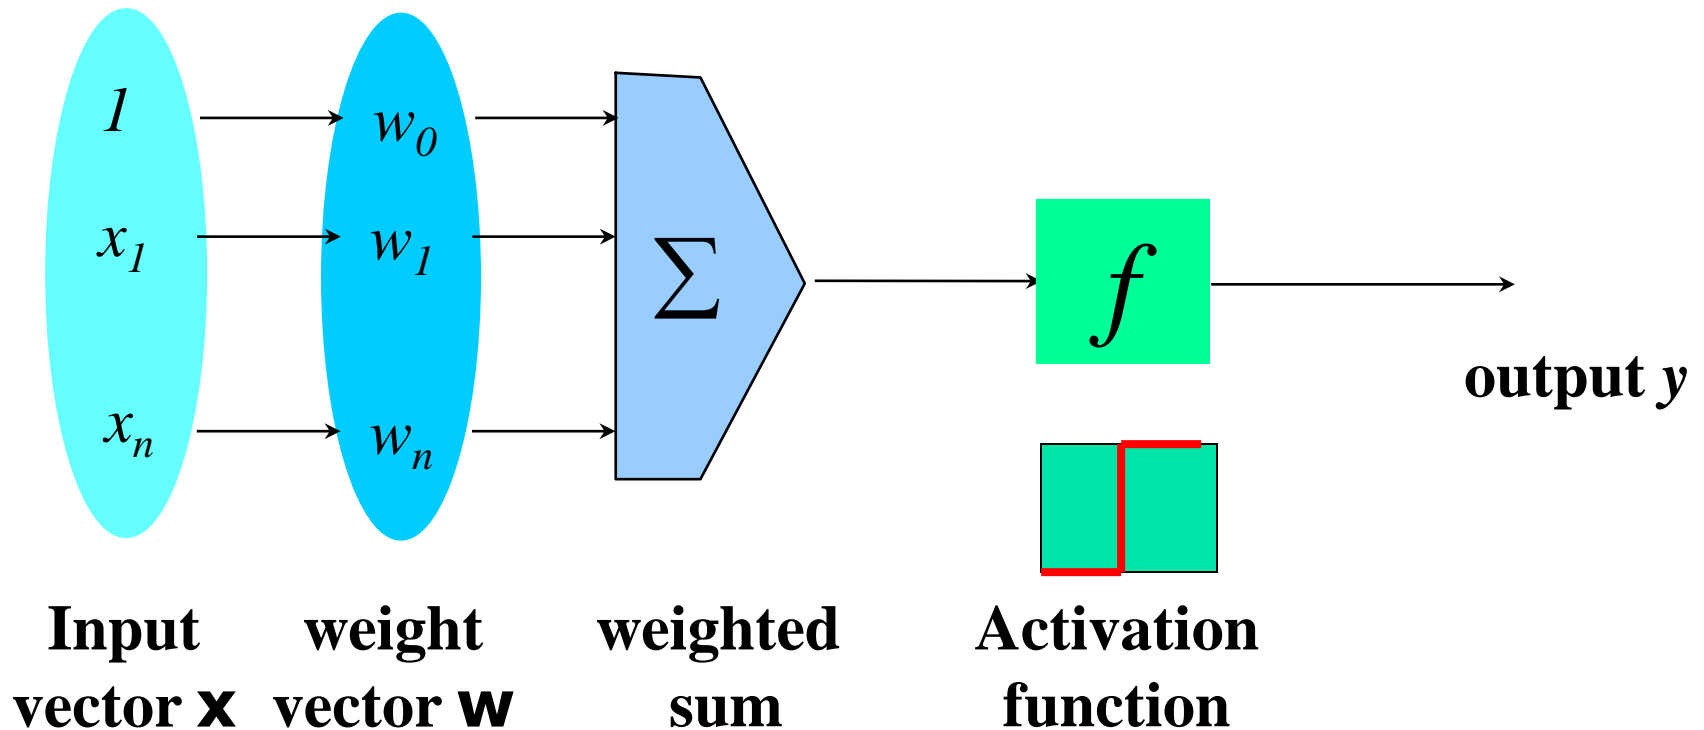 1
w₀
x₁
w₁
∑
f
output y
xₙ
wₙ
Input
vector x
weight
vector w
weighted
sum
Activation
function